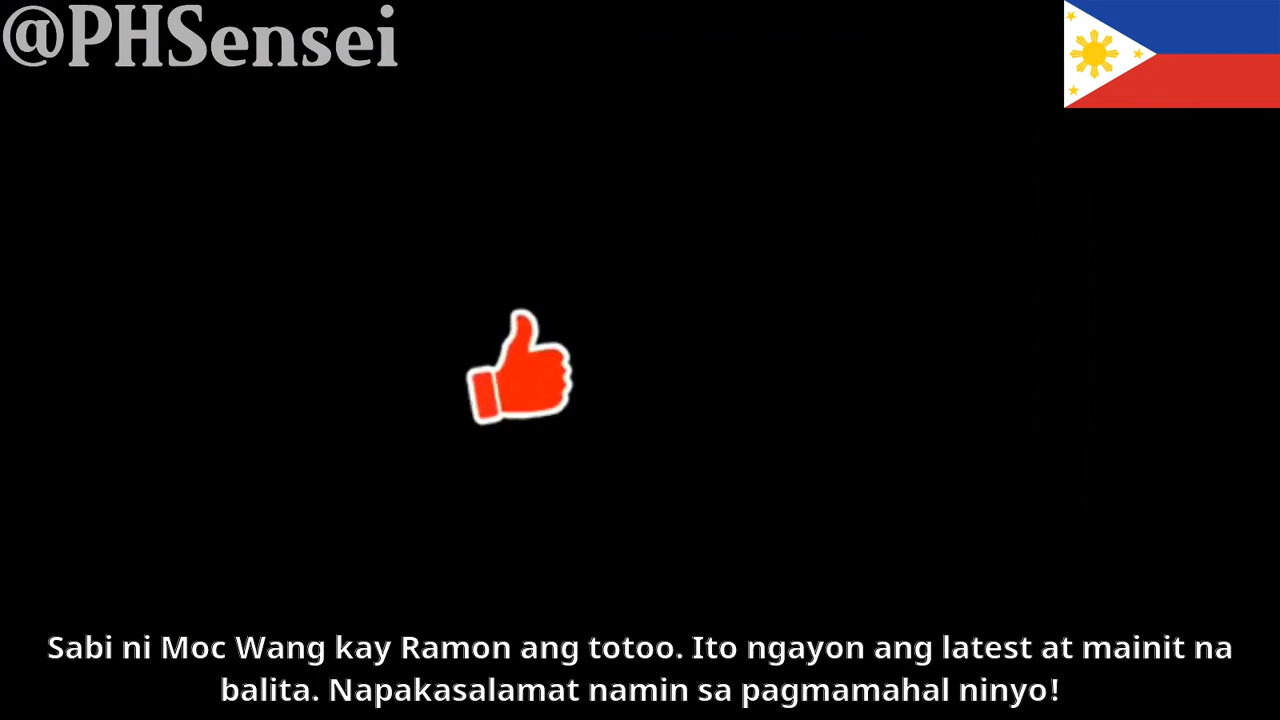 @PHSensei
Sabi ni Moc Wang kay Ramon ang totoo. Ito ngayon ang latest at mainit na
balita. Napakasalamat namin sa pagmamahal ninyo!